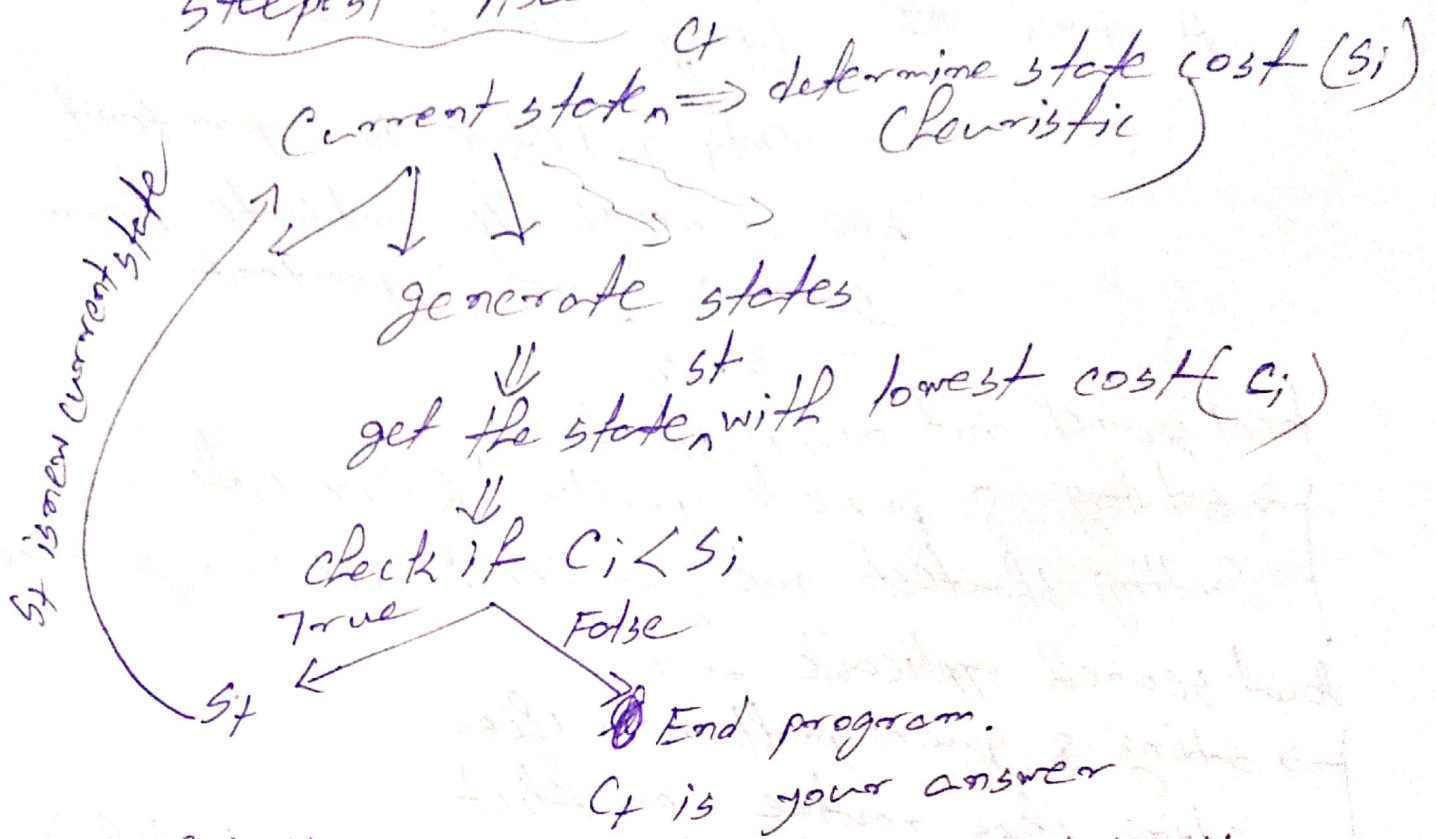 steepest
Ct
Current state ^ => determine state cost (Si)
(heuristic)
generate states
st
get the state ^ with lowest cost (Ci)
check if Ci < Si
True
False
St
St is new current state
End program.
Ct is your answer